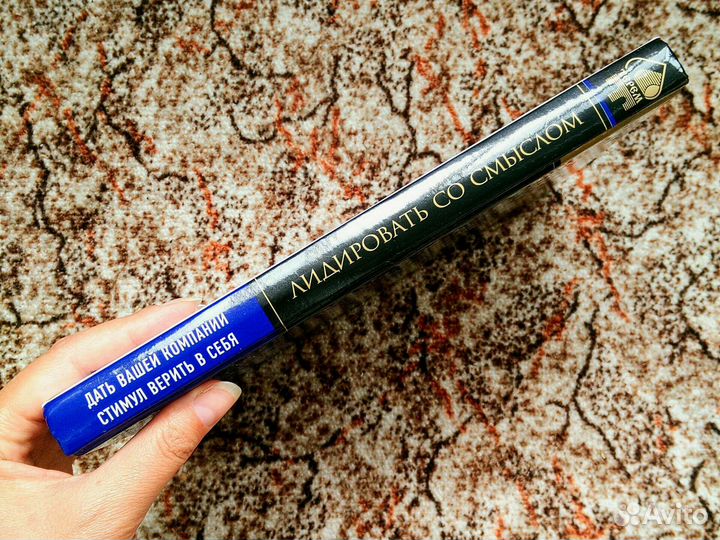 ДАТЬ ВАШЕЙ КОМПАНИИ
СТИМУЛ ВЕРИТЬ В СЕБЯ
ЛИДИРОВАТЬ СО СМЫСЛОМ
Avito